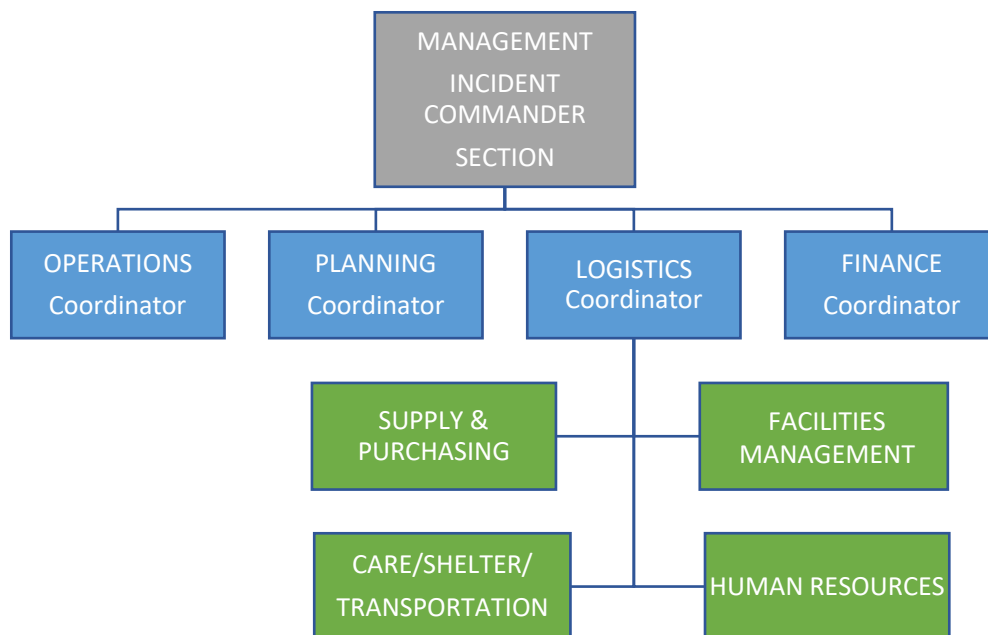 MANAGEMENT
INCIDENT
COMMANDER
SECTION
OPERATIONS
Coordinator
PLANNING
Coordinator
LOGISTICS
Coordinator
FINANCE
Coordinator
SUPPLY &
PURCHASING
FACILITIES
MANAGEMENT
CARE/SHELTER/
TRANSPORTATION
HUMAN RESOURCES